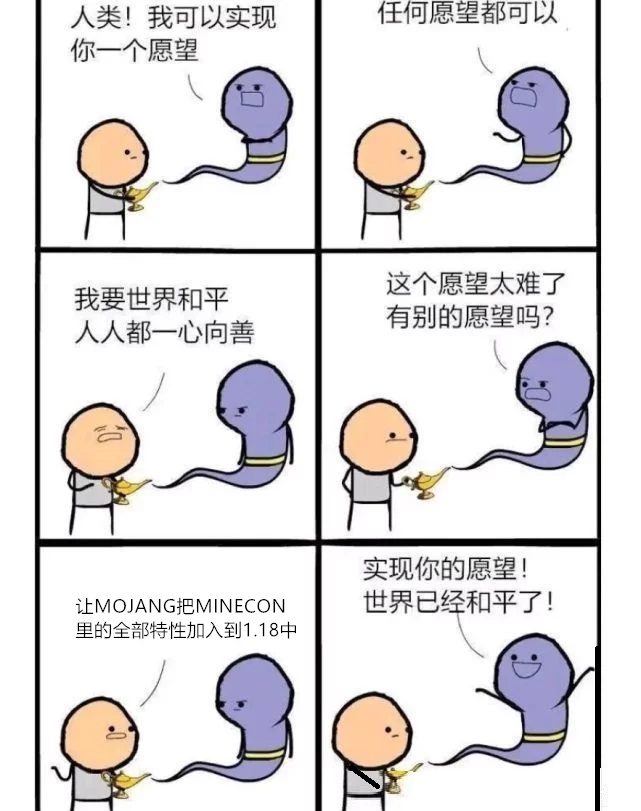 人类！我可以实现
你一个愿望
任何愿望都可以
我要世界和平
人人都一心向善
这个愿望太难了
有别的愿望吗？
让MOJANG把MINECON
里的全部特性加入到1.18中
实现你的愿望！
世界已经和平了！